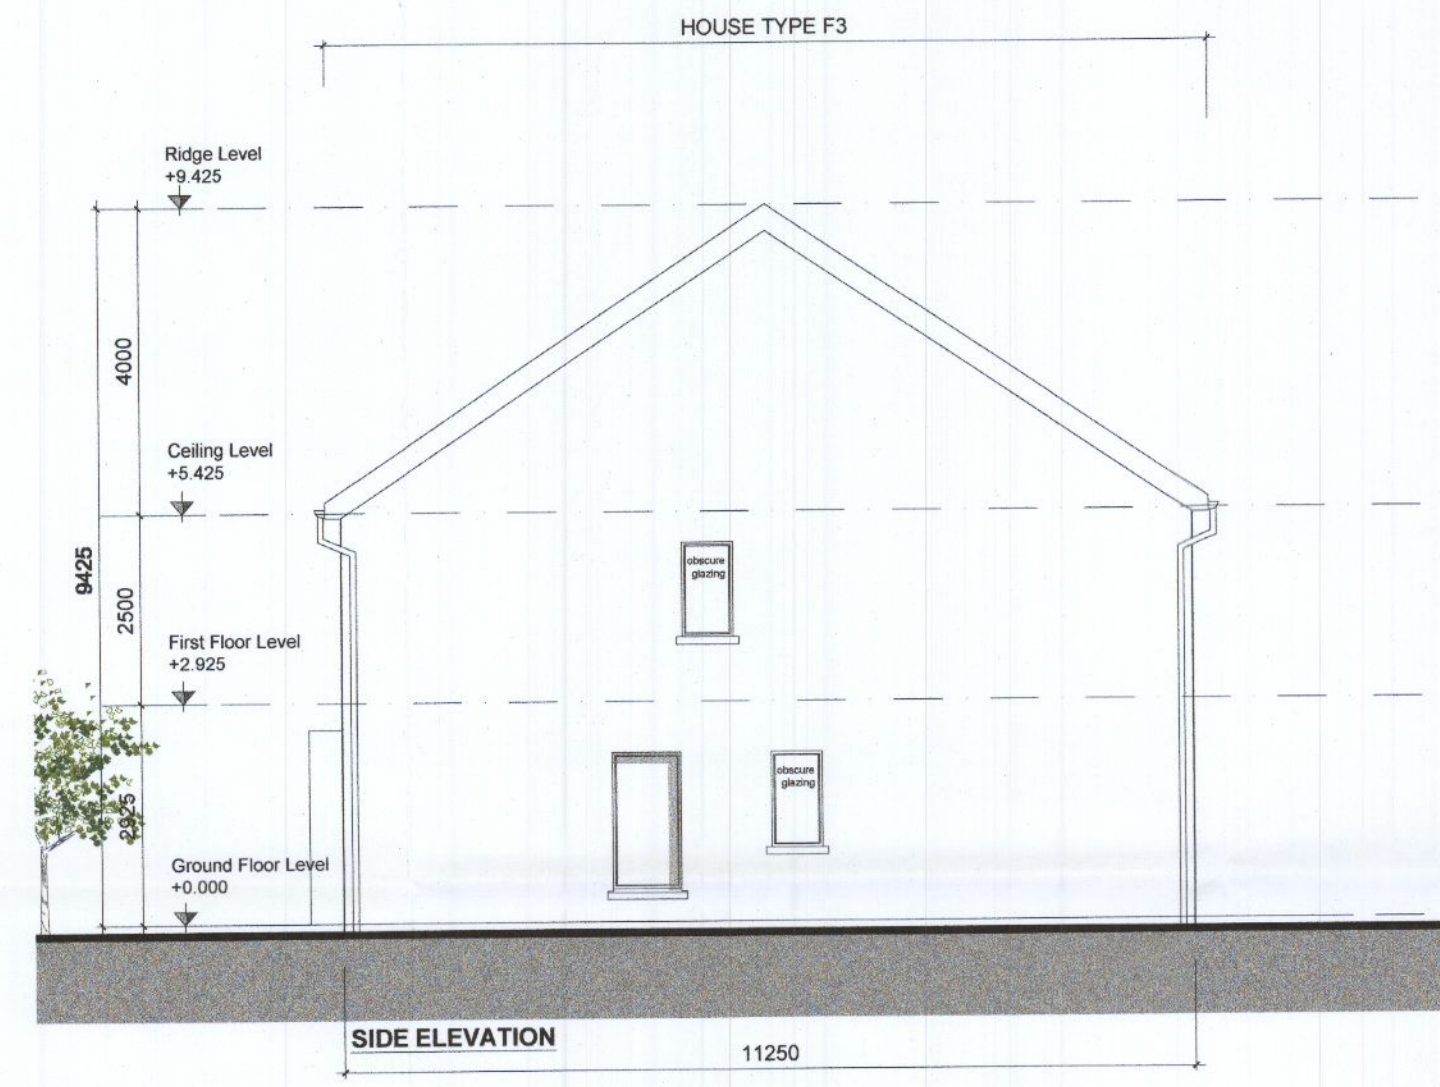 HOUSE TYPE F3
Ridge Level
+9.425
4000
Ceiling Level
+5.425
9425
2500
obscure
glazing
First Floor Level
+2.925
2925
obscure
glazing
Ground Floor Level
+0.000
SIDE ELEVATION
11250